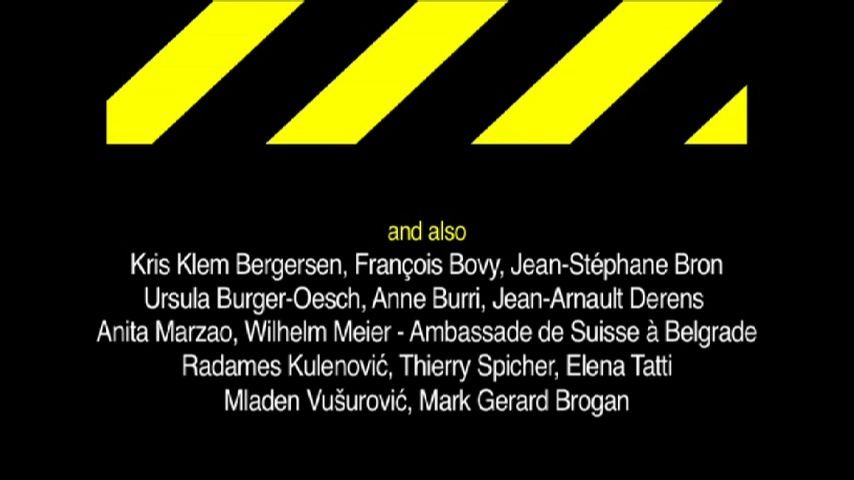 and also
Kris Klem Bergersen, François Bovy, Jean-Stéphane Bron
Ursula Burger-Oesch, Anne Burri, Jean-Arnault Derens
Anita Marzao, Wilhelm Meier - Ambassade de Suisse à Belgrade
Radames Kulenović, Thierry Spicher, Elena Tatti
Mladen Vušurović, Mark Gerard Brogan